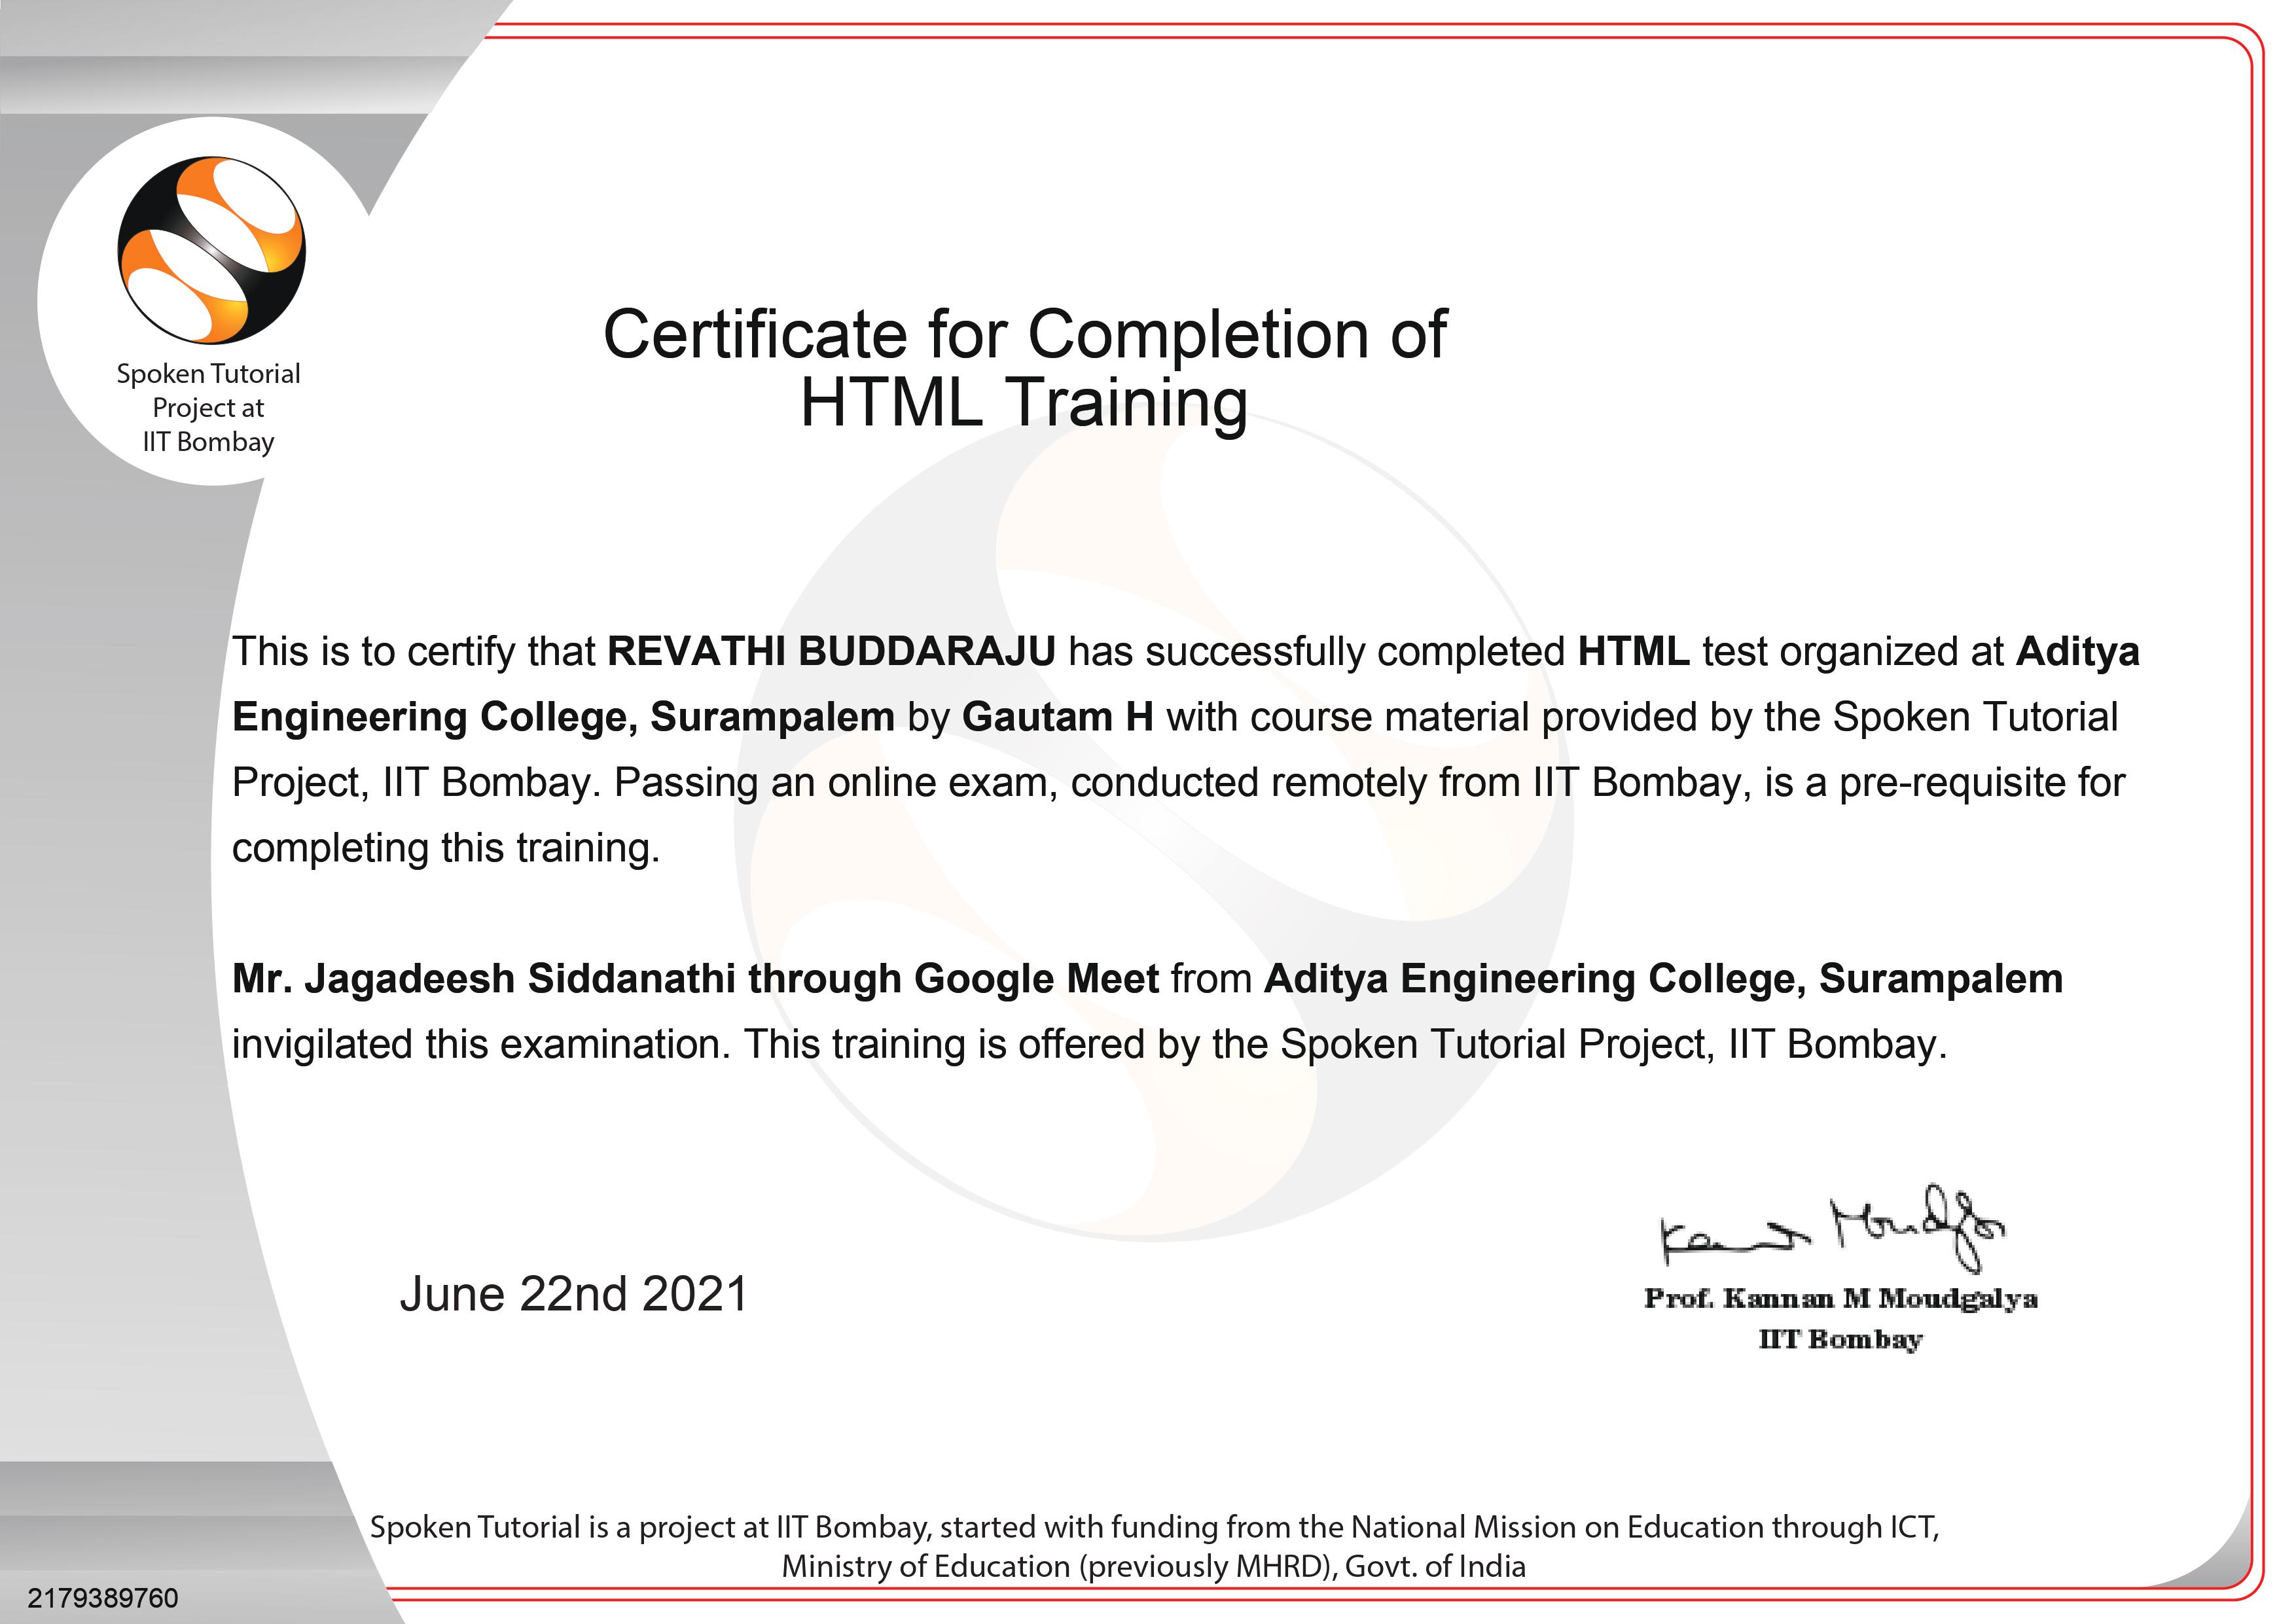 Spoken Tutorial
Project at
IIT Bombay
Certificate for Completion of
HTML Training
This is to certify that REVATHI BUDDARAJU has successfully completed HTML test organized at Aditya
Engineering College, Surampalem by Gautam H with course material provided by the Spoken Tutorial
Project, IIT Bombay. Passing an online exam, conducted remotely from IIT Bombay, is a pre-requisite for
completing this training.
Mr. Jagadeesh Siddanathi through Google Meet from Aditya Engineering College, Surampalem
invigilated this examination. This training is offered by the Spoken Tutorial Project, IIT Bombay.
June 22nd 2021
Prof. Kannan M Moudgalya
IIT Bombay
Spoken Tutorial is a project at IIT Bombay, started with funding from the National Mission on Education through ICT,
Ministry of Education (previously MHRD), Govt. of India
2179389760